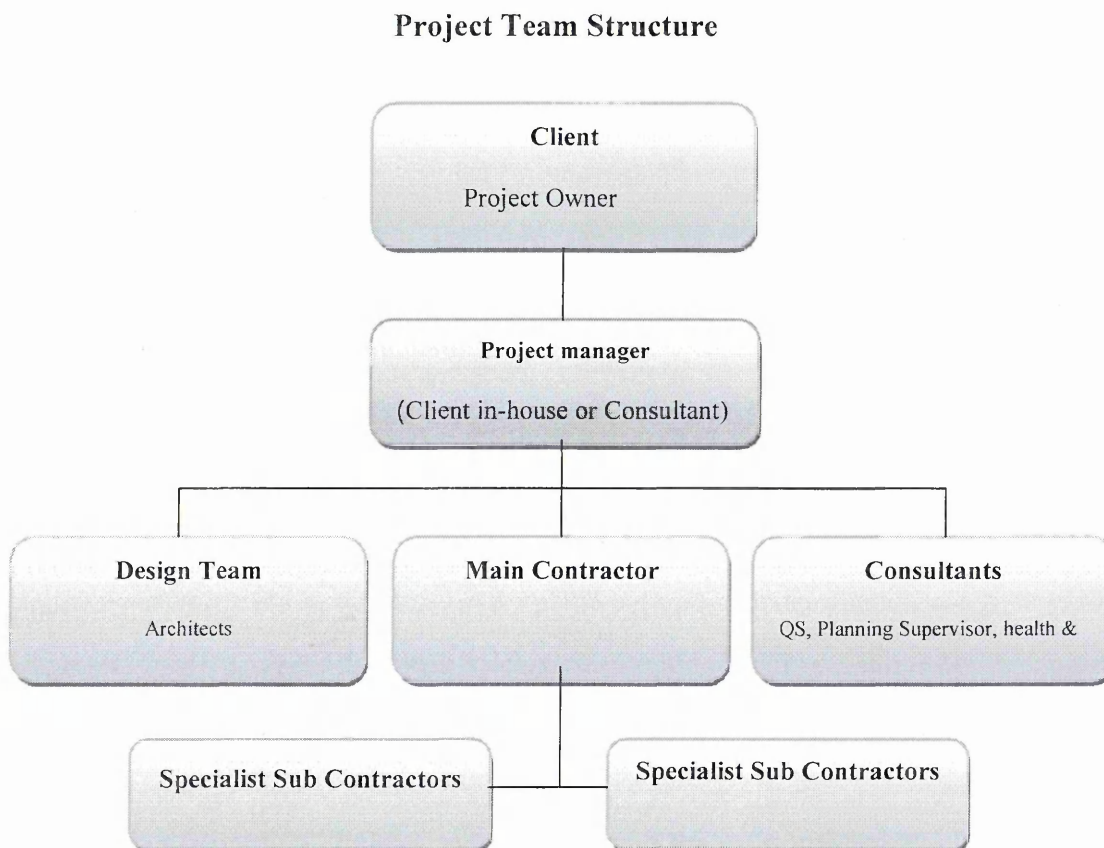 Project Team Structure
Client
Project Owner
Project manager
(Client in-house or Consultant)
Design Team
Architects
Main Contractor
Consultants
QS, Planning Supervisor, health &
Specialist Sub Contractors
Specialist Sub Contractors